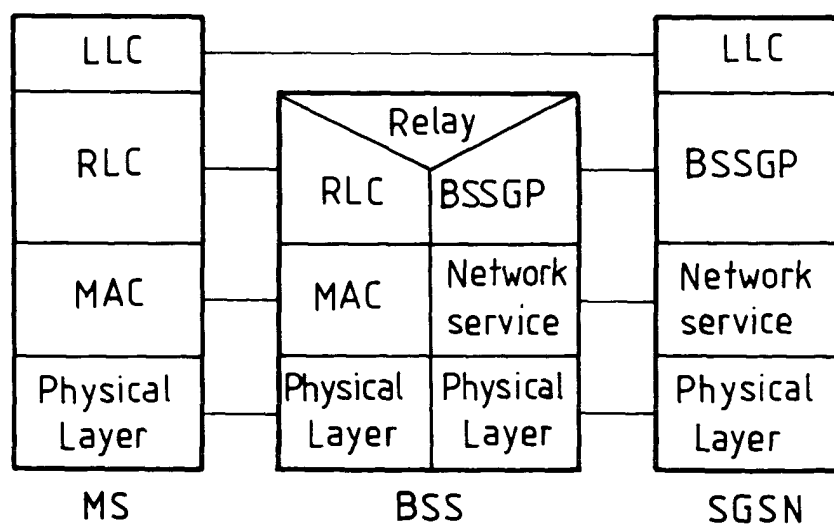 LLC
LLC
Relay
RLC
RLC
BSSGP
BSSGP
MAC
MAC
Network
service
Network
service
Physical
Layer
Physical
Layer
Physical
Layer
Physical
Layer
MS
BSS
SGSN